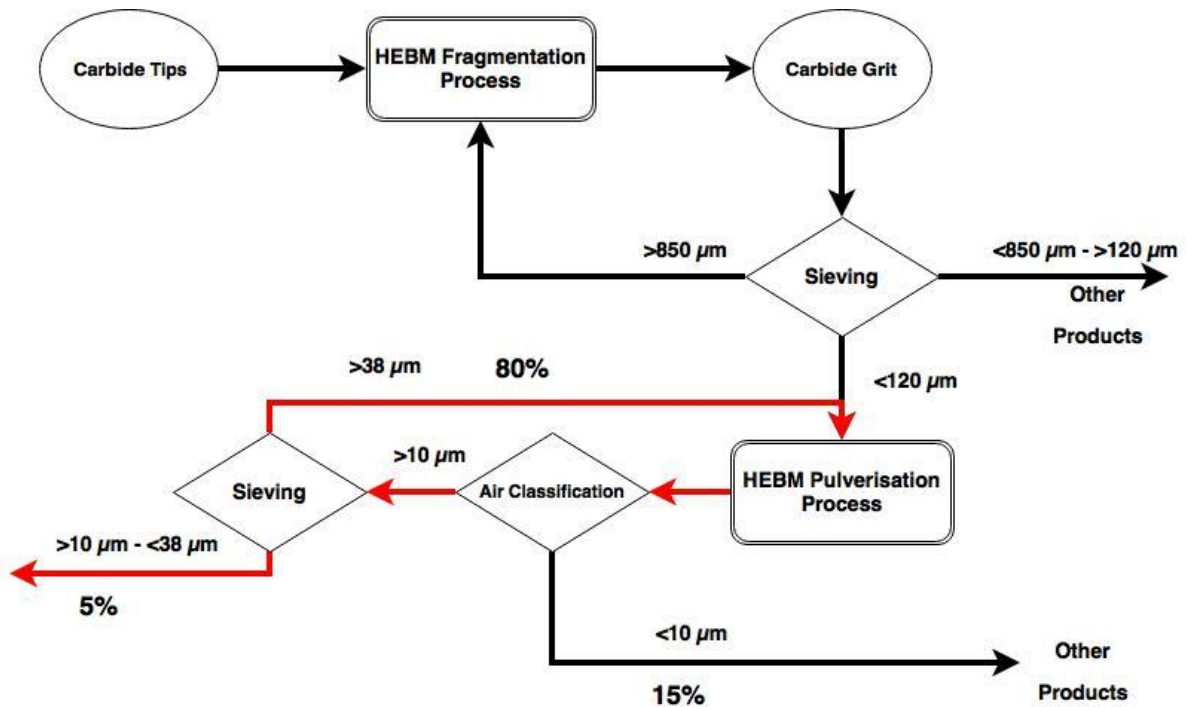 Carbide Tips
HEBM Fragmentation
Process
Carbide Grit
>850 µm
Sieving
<850 µm - >120 µm
Other
Products
<120 µm
>38 µm
80%
Sieving
>10 µm
Air Classification
HEBM Pulverisation
Process
>10 µm - <38 µm
5%
<10 µm
15%
Other
Products